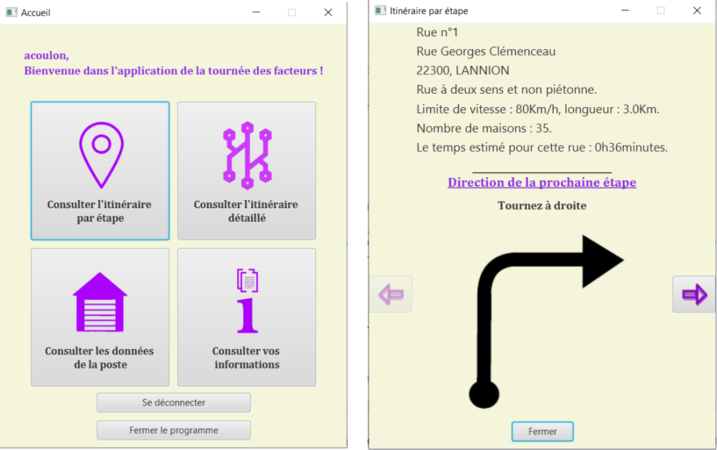 Accueil
acoulon,
Bienvenue dans l'application de la tournée des facteurs !
Consulter l'itinéraire
par étape
Consulter l'itinéraire
détaillé
Consulter les données
de la poste
Consulter vos
informations
Se déconnecter
Fermer le programme
Itinéraire par étape
Rue n°1
Rue Georges Clémenceau
22300, LANNION
Rue à deux sens et non piétonne.
Limite de vitesse : 80Km/h, longueur : 3.0Km.
Nombre de maisons : 35.
Le temps estimé pour cette rue : 0h36minutes.
Direction de la prochaine étape
Tournez à droite
Fermer